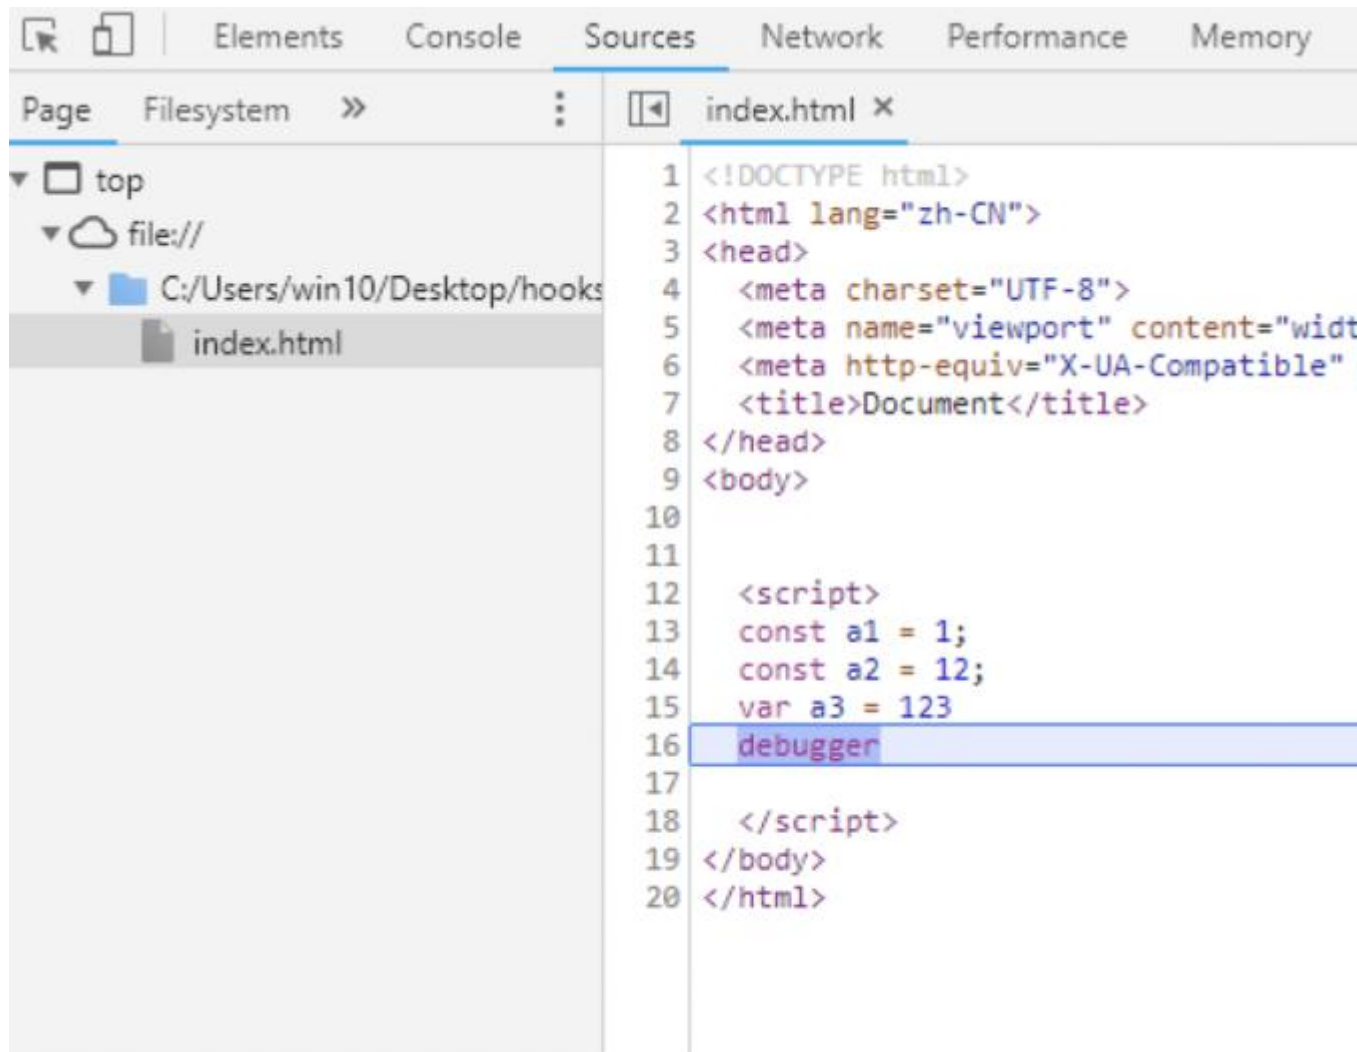 Elements Console Sources Network Performance Memory
Page Filesystem »
index.html ×
top
file://
C:/Users/win10/Desktop/hooks
index.html
1 <!DOCTYPE html>
2 <html lang="zh-CN">
3 <head>
4 <meta charset="UTF-8">
5 <meta name="viewport" content="widt
6 <meta http-equiv="X-UA-Compatible"
7 <title>Document</title>
8 </head>
9 <body>
10
11
12 <script>
13 const a1 = 1;
14 const a2 = 12;
15 var a3 = 123
16 debugger
17
18 </script>
19 </body>
20 </html>